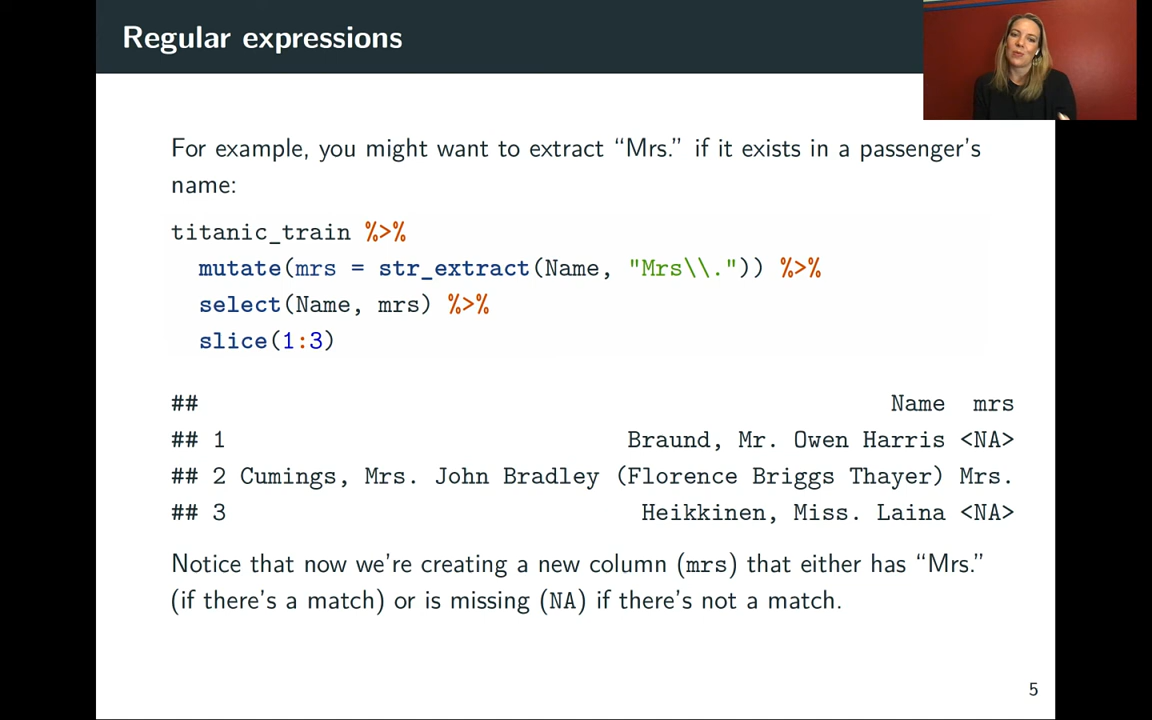 Regular expressions
For example, you might want to extract “Mrs.” if it exists in a passenger’s
name:
titanic_train %>%
mutate(mrs = str_extract(Name, "Mrs\\.")) %>%
select(Name, mrs) %>%
slice(1:3)
## Name mrs
## 1 Braund, Mr. Owen Harris <NA>
## 2 Cumings, Mrs. John Bradley (Florence Briggs Thayer) Mrs.
## 3 Heikkinen, Miss. Laina <NA>
Notice that now we’re creating a new column (mrs) that either has “Mrs.”
(if there’s a match) or is missing (NA) if there’s not a match.
5